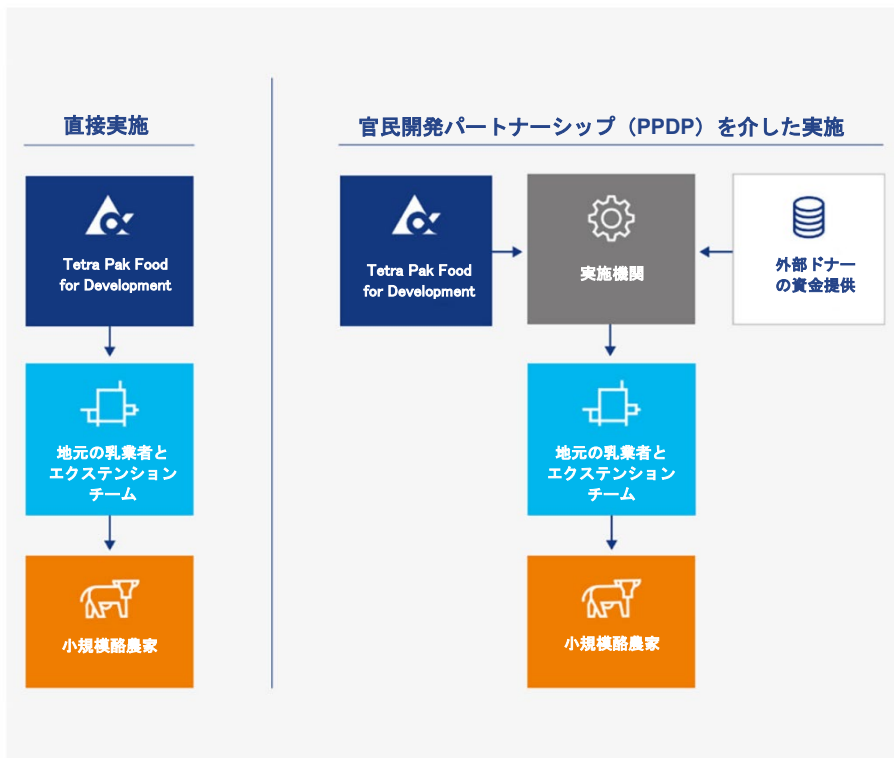 直接実施
Tetra Pak Food
for Development
地元の乳業者と
エクステンション
チーム
小規模酪農家
官民開発パートナーシップ（PPDP）を介した実施
Tetra Pak Food
for Development
実施機関
外部ドナー
の資金提供
地元の乳業者と
エクステンション
チーム
小規模酪農家